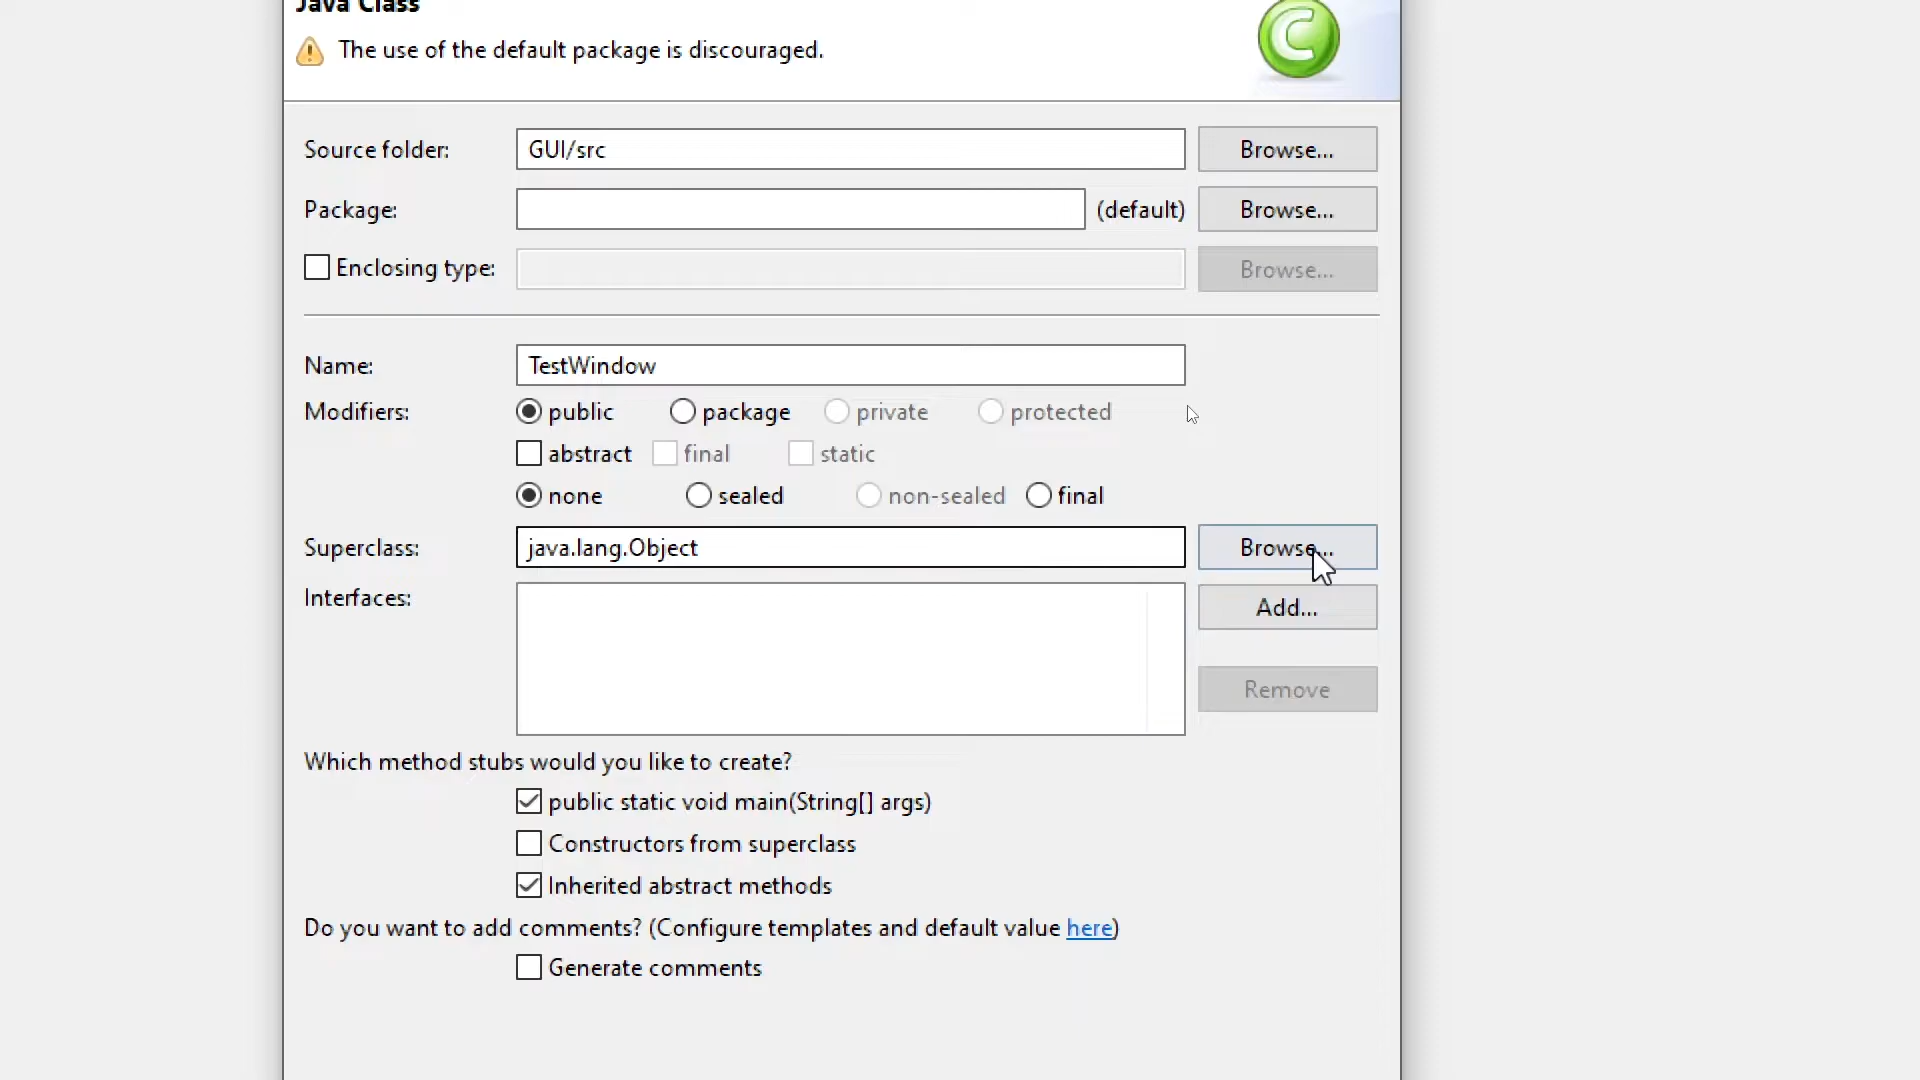 Java Class
The use of the default package is discouraged.
Source folder: GUI/src Browse...
Package: (default) Browse...
Enclosing type: Browse...
Name: TestWindow
Modifiers: public package private protected
abstract final static
none sealed non-sealed final
Superclass: java.lang.Object Browse...
Interfaces: Add...
Remove
Which method stubs would you like to create?
public static void main(String[] args)
Constructors from superclass
Inherited abstract methods
Do you want to add comments? (Configure templates and default value here)
Generate comments